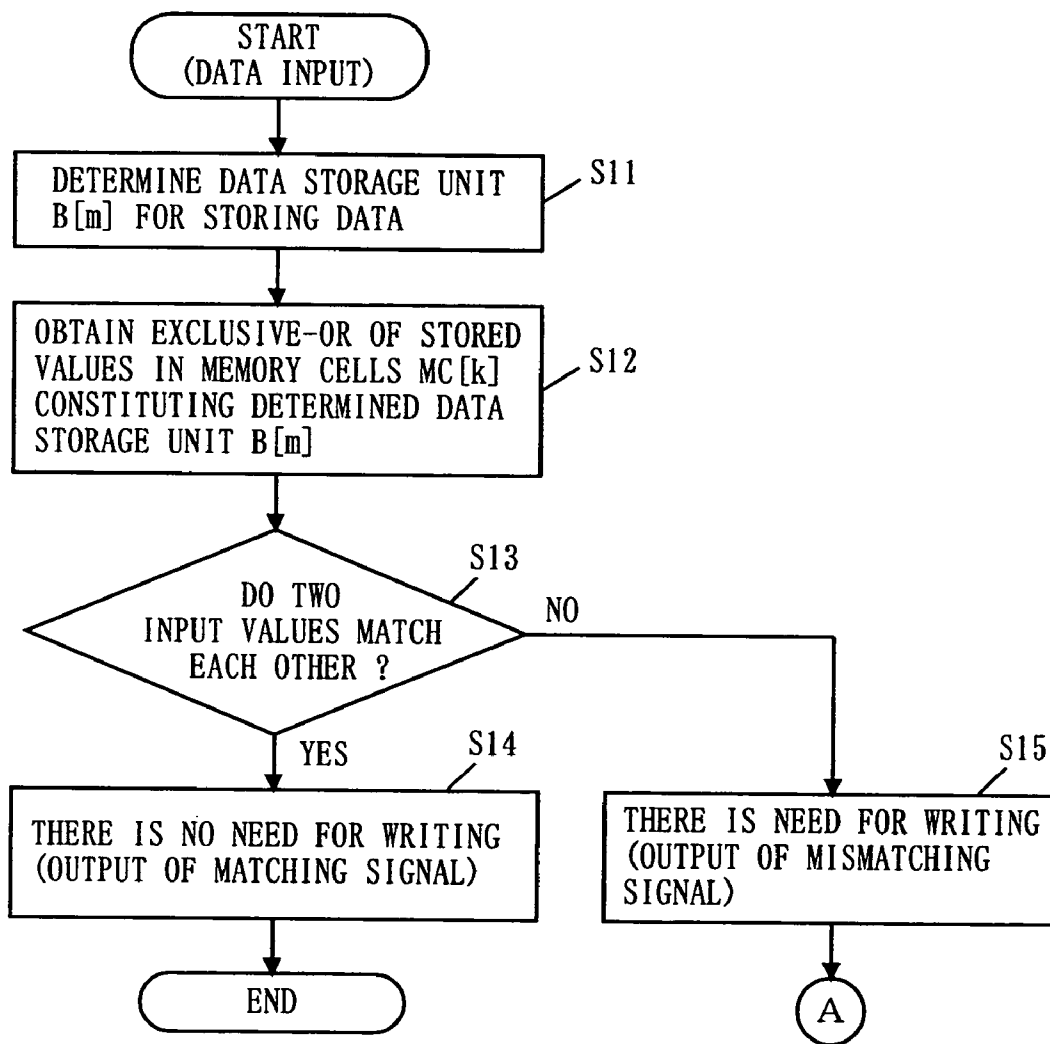 START
(DATA INPUT)
DETERMINE DATA STORAGE UNIT
B[m] FOR STORING DATA
S11
OBTAIN EXCLUSIVE-OR OF STORED
VALUES IN MEMORY CELLS MC[k]
CONSTITUTING DETERMINED DATA
STORAGE UNIT B[m]
S12
S13
DO TWO
INPUT VALUES MATCH
EACH OTHER ?
NO
YES
S14
THERE IS NO NEED FOR WRITING
(OUTPUT OF MATCHING SIGNAL)
S15
THERE IS NEED FOR WRITING
(OUTPUT OF MISMATCHING
SIGNAL)
END
A